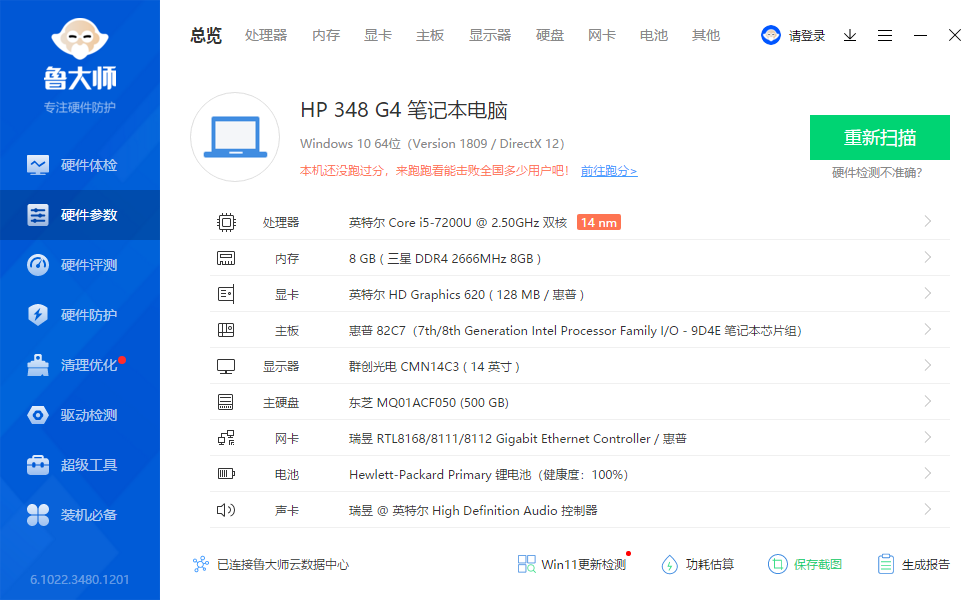 鲁大师
专注硬件防护
硬件体检
硬件参数
硬件评测
硬件防护
清理优化
驱动检测
超级工具
装机必备
6.1022.3480.1201
总览 处理器 内存 显卡 主板 显示器 硬盘 网卡 电池 其他 请登录
HP 348 G4 笔记本电脑
Windows 10 64位（Version 1809 / DirectX 12）
本机还没跑过分，来跑跑看能击败全国多少用户吧！ 前往跑分>
重新扫描
硬件检测不准确?
处理器 英特尔 Core i5-7200U @ 2.50GHz 双核 14 nm
内存 8 GB ( 三星 DDR4 2666MHz 8GB )
显卡 英特尔 HD Graphics 620 ( 128 MB / 惠普 )
主板 惠普 82C7（7th/8th Generation Intel Processor Family I/O - 9D4E 笔记本芯片组）
显示器 群创光电 CMN14C3 ( 14 英寸 )
主硬盘 东芝 MQ01ACF050 (500 GB)
网卡 瑞昱 RTL8168/8111/8112 Gigabit Ethernet Controller / 惠普
电池 Hewlett-Packard Primary 锂电池（健康度：100%）
声卡 瑞昱 @ 英特尔 High Definition Audio 控制器
已连接鲁大师云数据中心 Win11更新检测 功耗估算 保存截图 生成报告